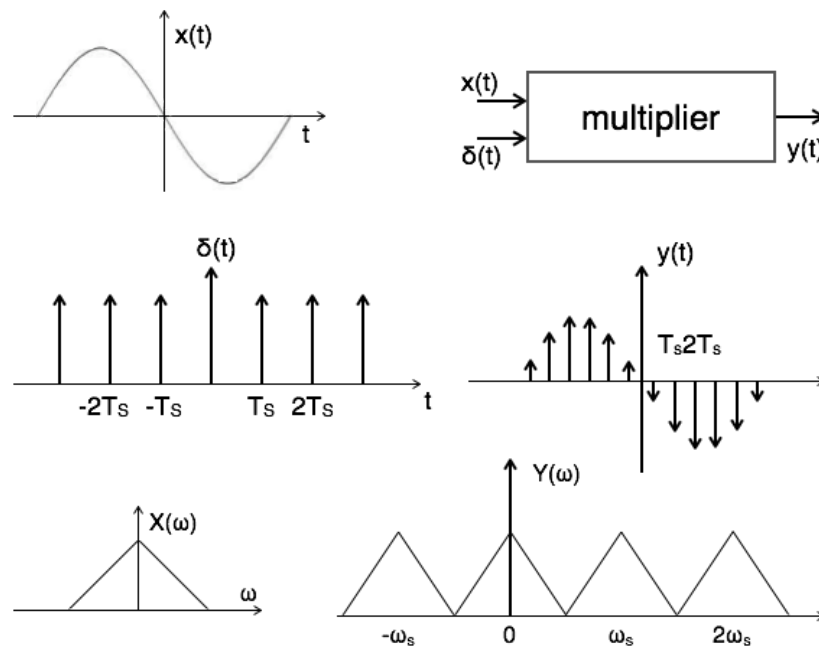 x(t)
t
x(t)
δ(t)
multiplier
y(t)
δ(t)
-2Ts -Ts Ts 2Ts t
y(t)
Ts2Ts
X(ω)
ω
Y(ω)
-ωs 0 ωs 2ωs